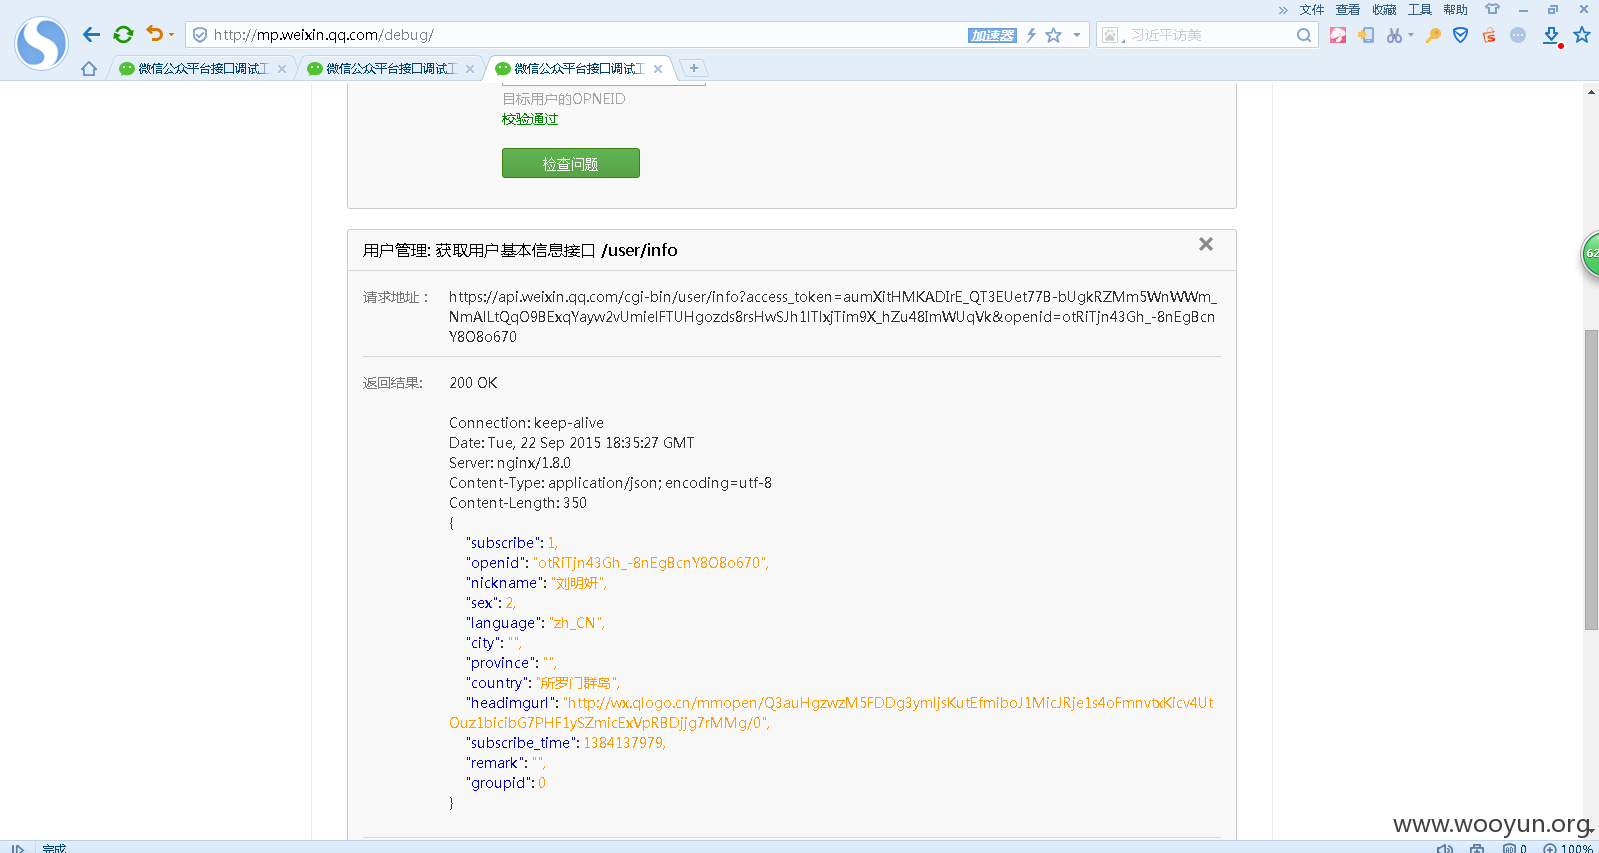 » 文件 查看 收藏 工具 帮助
http://mp.weixin.qq.com/debug/ 加速器 习近平访美
微信公众平台接口调试工 微信公众平台接口调试工 微信公众平台接口调试工
目标用户的OPNEID
校验通过
检查问题
用户管理: 获取用户基本信息接口 /user/info
62
请求地址： https://api.weixin.qq.com/cgi-bin/user/info?access_token=aumXitHMKADIrE_QT3EUet77B-bUgkRZMm5WnWWm_
NmAlLtQqO9BExqYayw2vUmielFTUHgozds8rsHwSJh1lTlxjTim9X_hZu48ImWUqVk&openid=otRiTjn43Gh_-8nEgBcn
Y8O8o670
返回结果: 200 OK
Connection: keep-alive
Date: Tue, 22 Sep 2015 18:35:27 GMT
Server: nginx/1.8.0
Content-Type: application/json; encoding=utf-8
Content-Length: 350
{
"subscribe": 1,
"openid": "otRiTjn43Gh_-8nEgBcnY8O8o670",
"nickname": "刘明妍",
"sex": 2,
"language": "zh_CN",
"city": "",
"province": "",
"country": "所罗门群岛",
"headimgurl": "http://wx.qlogo.cn/mmopen/Q3auHgzwzM5FDDg3ymljsKutEfmiboJ1MicJRje1s4oFmnvtxKicv4Ut
Ouz1bicibG7PHF1ySZmicExVpRBDjjg7rMMg/0",
"subscribe_time": 1384137979,
"remark": "",
"groupid": 0
}
www.wooyun.org
完成 0 100%